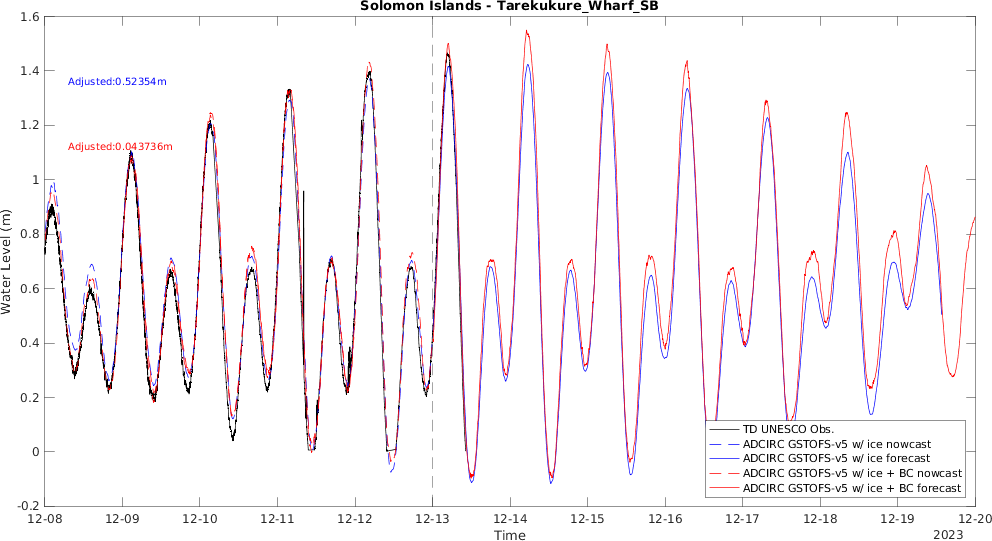 Solomon Islands - Tarekukure_Wharf_SB
1.6
1.4
1.2
1
0.8
0.6
0.4
0.2
0
-0.2
Water Level (m)
Adjusted:0.52354m
Adjusted:0.043736m
TD UNESCO Obs.
ADCIRC GSTOFS-v5 w/ ice nowcast
ADCIRC GSTOFS-v5 w/ ice forecast
ADCIRC GSTOFS-v5 w/ ice + BC nowcast
ADCIRC GSTOFS-v5 w/ ice + BC forecast
12-08 12-09 12-10 12-11 12-12 12-13 12-14 12-15 12-16 12-17 12-18 12-19 12-20
Time
2023